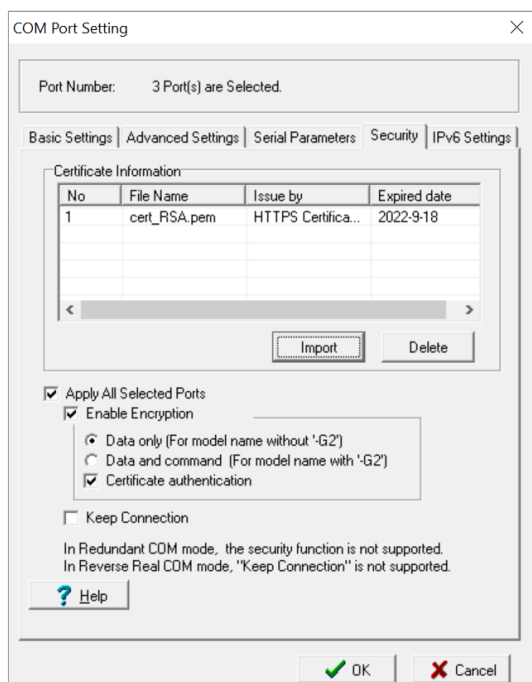 COM Port Setting
Port Number: 3 Port(s) are Selected.
Basic Settings Advanced Settings Serial Parameters Security IPv6 Settings
Certificate Information
No File Name Issue by Expired date
1 cert_RSA.pem HTTPS Certifica... 2022-9-18
Import Delete
Apply All Selected Ports
Enable Encryption
Data only (For model name without '-G2')
Data and command (For model name with '-G2')
Certificate authentication
Keep Connection
In Redundant COM mode, the security function is not supported.
In Reverse Real COM mode, "Keep Connection" is not supported.
? Help
OK Cancel